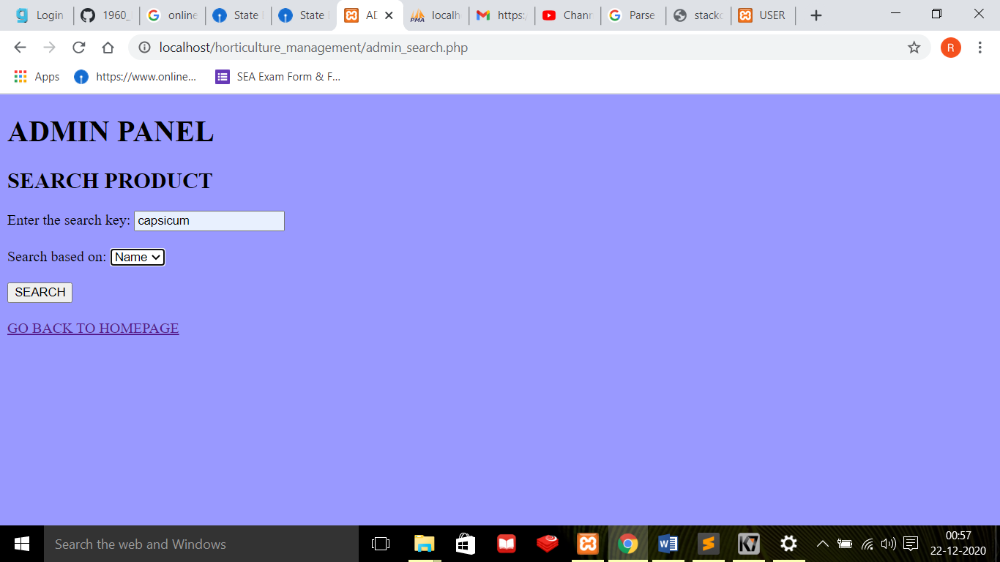 Login
1960_
online
State
State
AD
localh
https:/
Chann
Parse
stacko
USER
localhost/horticulture_management/admin_search.php
R
Apps
https://www.online...
SEA Exam Form & F...
ADMIN PANEL
SEARCH PRODUCT
Enter the search key: capsicum
Search based on: Name
SEARCH
GO BACK TO HOMEPAGE
Search the web and Windows
00:57
22-12-2020